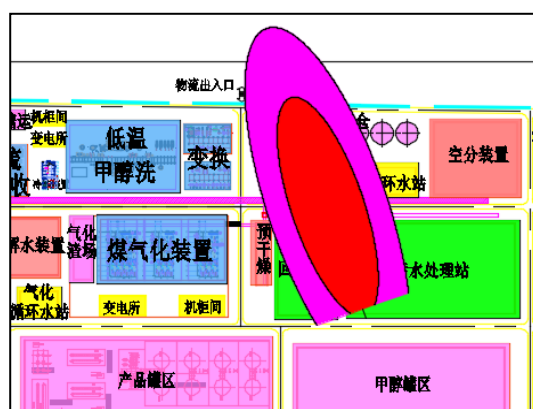 物流出入口
机柜间
变电所
低温
甲醇洗
变换
空分装置
环水站
气化
渣场
煤气化装置
预干燥
回
水处理站
水装置
气化
循环水站
变电所
机柜间
产品罐区
甲醇罐区